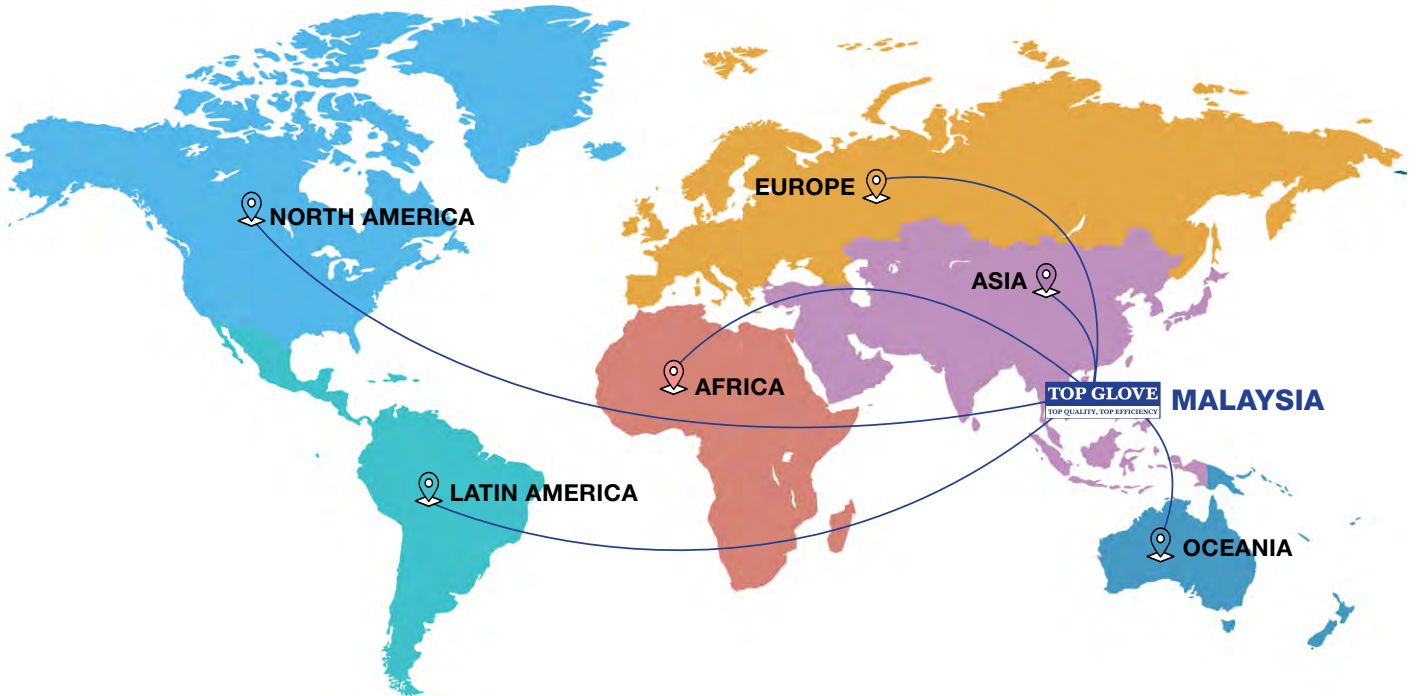 EUROPE
NORTH AMERICA
ASIA
AFRICA
TOP GLOVE
TOP QUALITY, TOP EFFICIENCY
MALAYSIA
LATIN AMERICA
OCEANIA